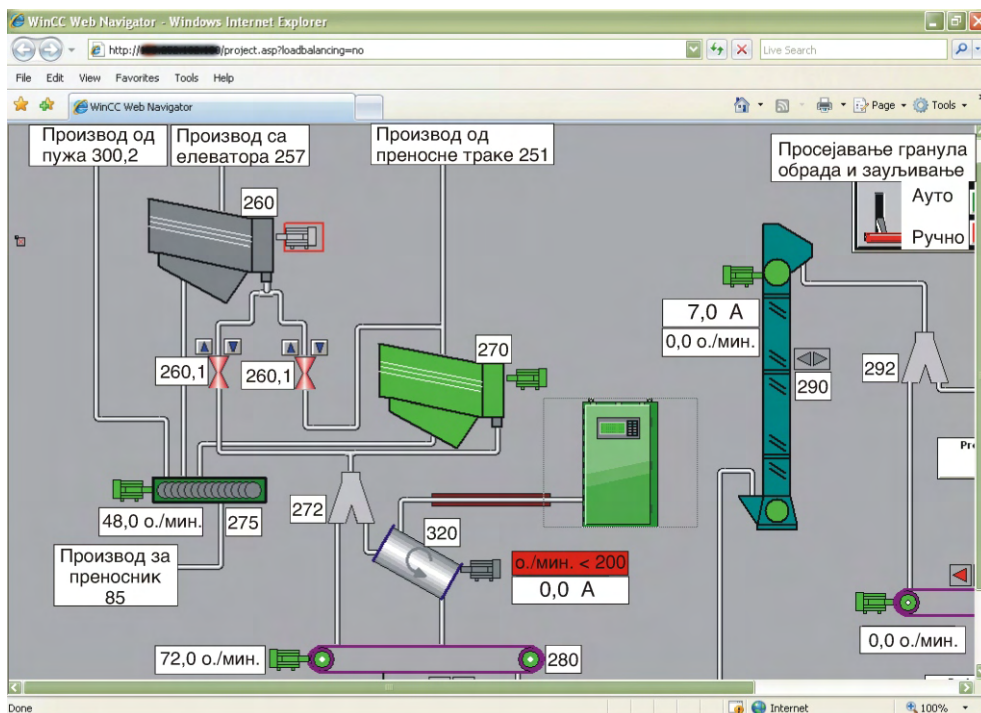 WinCC Web Navigator - Windows Internet Explorer
http:// /project.asp?loadbalancing=no
Live Search
File Edit View Favorites Tools Help
WinCC Web Navigator
Page Tools
Производ од
пужа 300,2
Производ са
елеватора 257
Производ од
преносне траке 251
Просејавање гранула
обрада и зауљивање
Ауто
Ручно
260
7,0 А
0,0 о./мин.
260,1
260,1
270
290
292
Pr
48,0 о./мин.
275
272
320
Производ за
преносник
85
о./мин. < 200
0,0 А
72,0 о./мин.
280
0,0 о./мин.
Done
Internet
100%